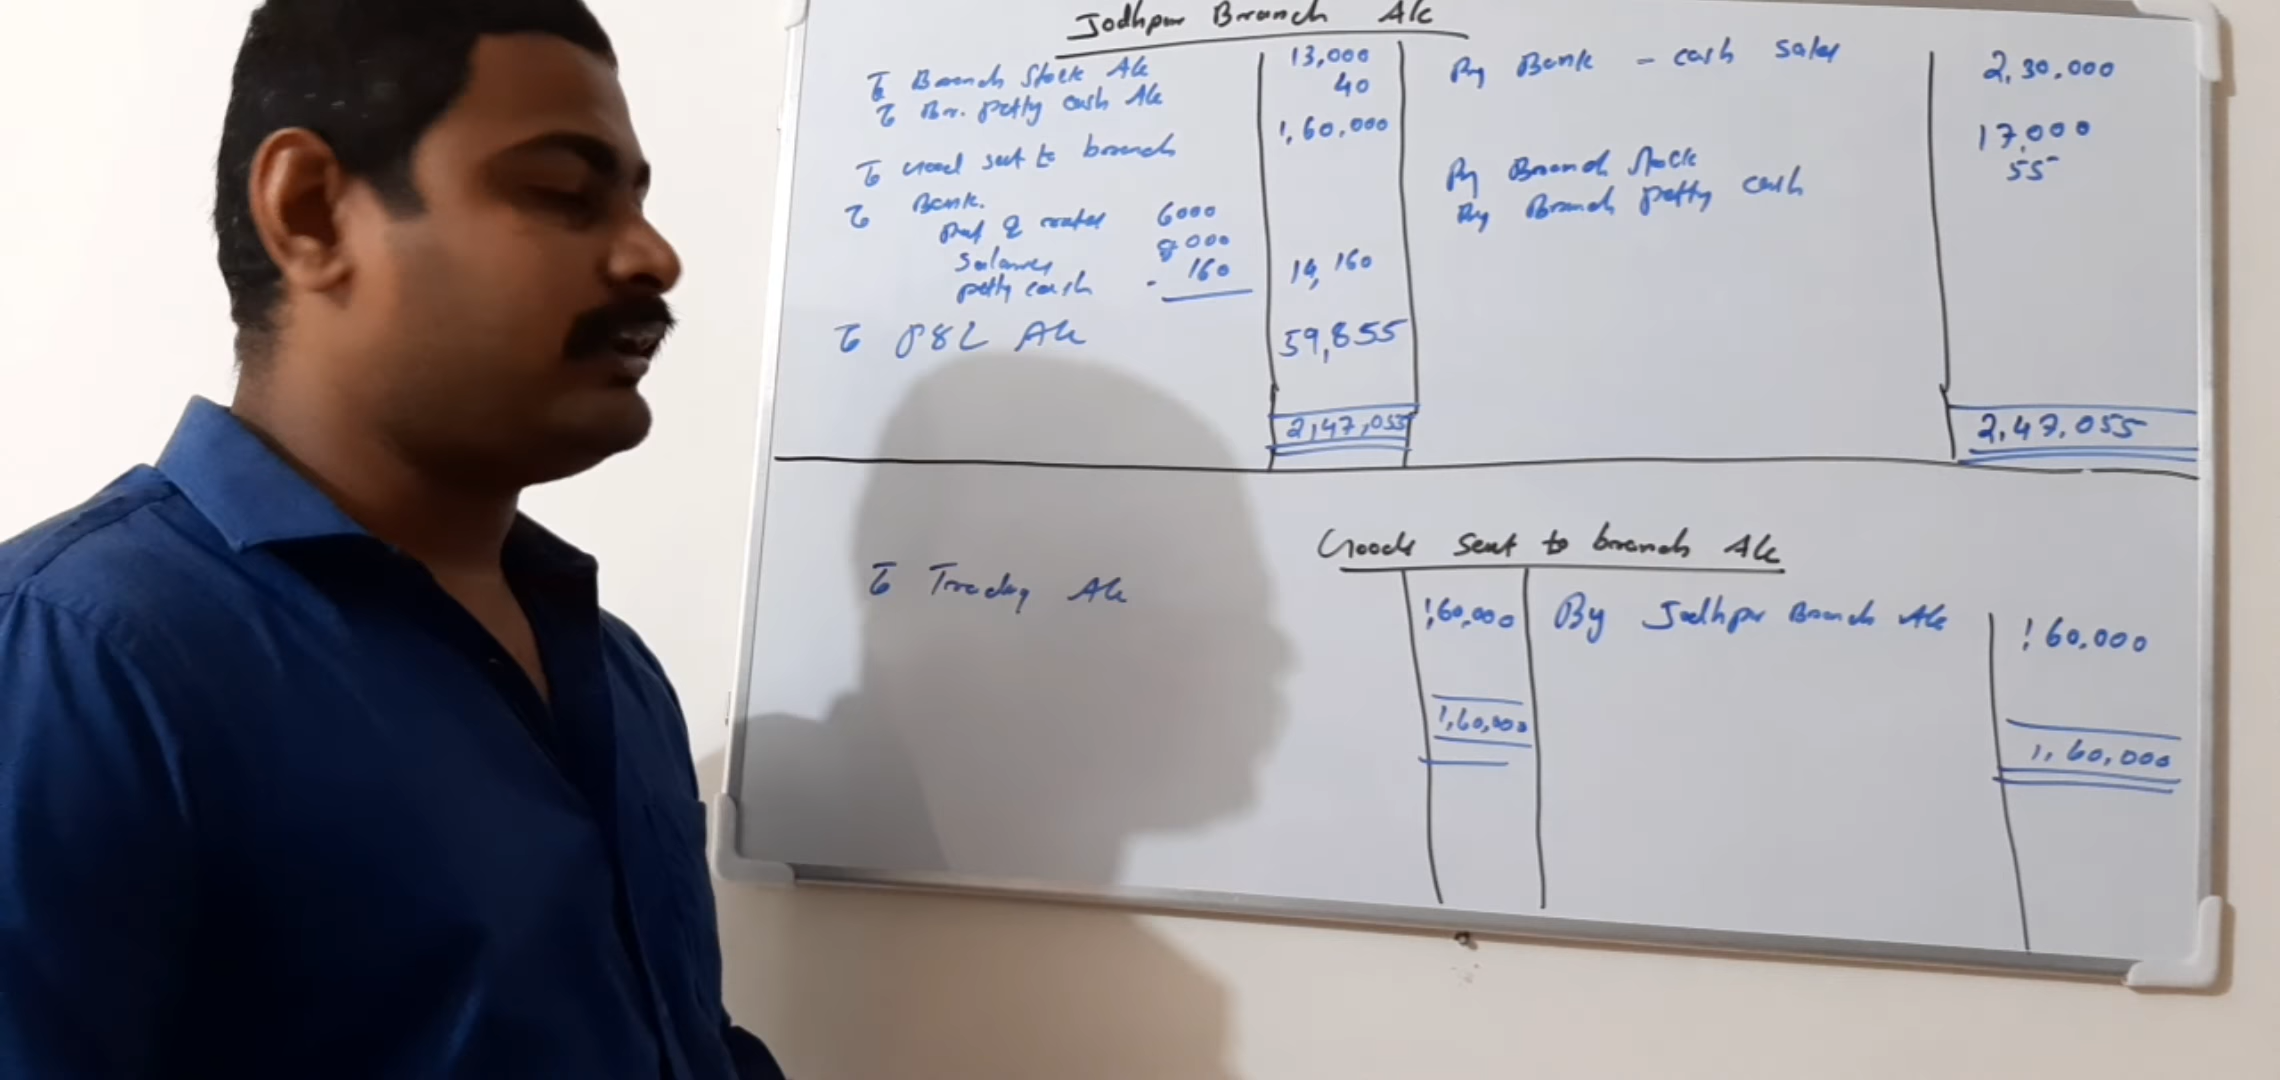 Jodhpur Branch A/c
To Branch Stock A/c 13,000
To Br. petty cash A/c 40
To Good sent to branch 1,60,000
To Bank.
Rent & rates 6000
Salaries 8000
petty cash - 160 14,160
To P&L A/c 59,855
2,47,055
By Bank - cash sales 2,30,000
By Branch Stock 17,000
By Branch petty cash 55
2,47,055
Goods sent to branch A/c
To Trading A/c 1,60,000
1,60,000
By Jodhpur Branch A/c 1,60,000
1,60,000